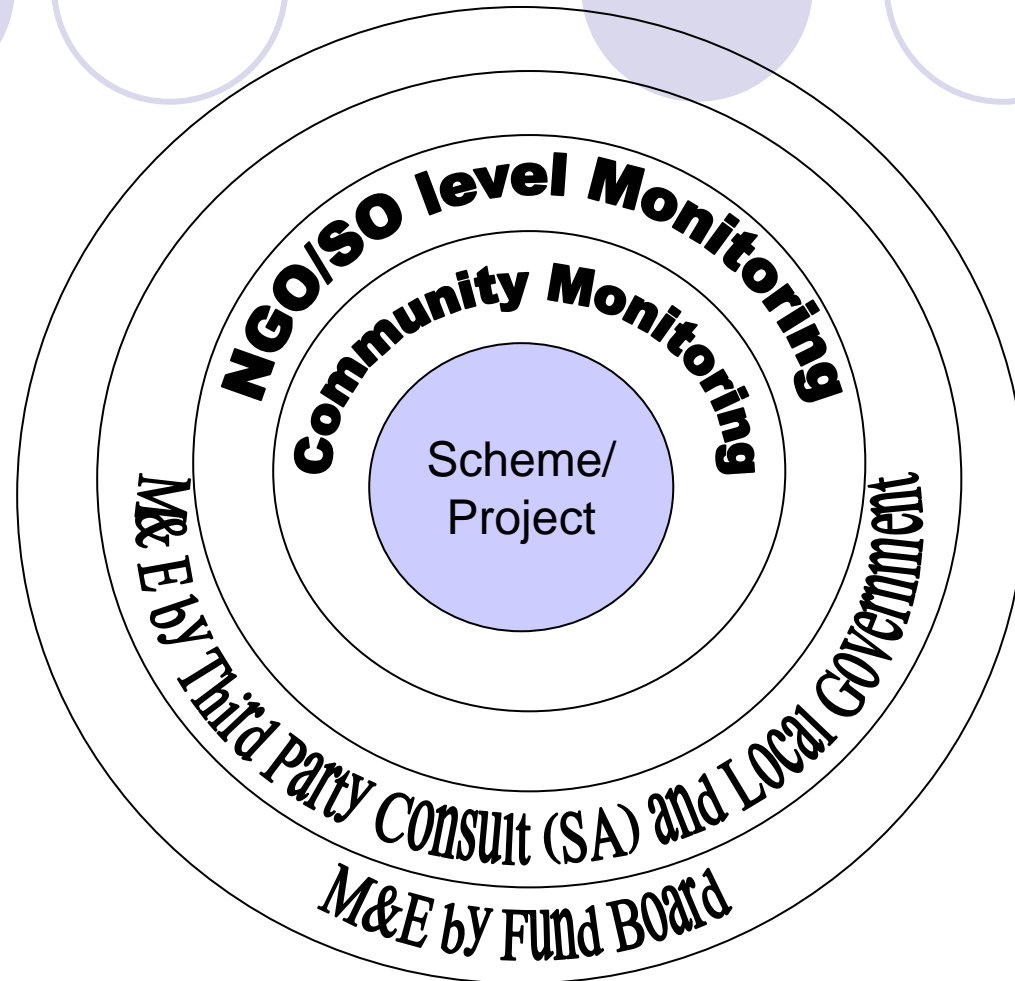 NGO/SO level Monitoring
Community Monitoring
Scheme/
Project
M& E by Third Party Consult (SA) and Local Government
M&E by Fund Board